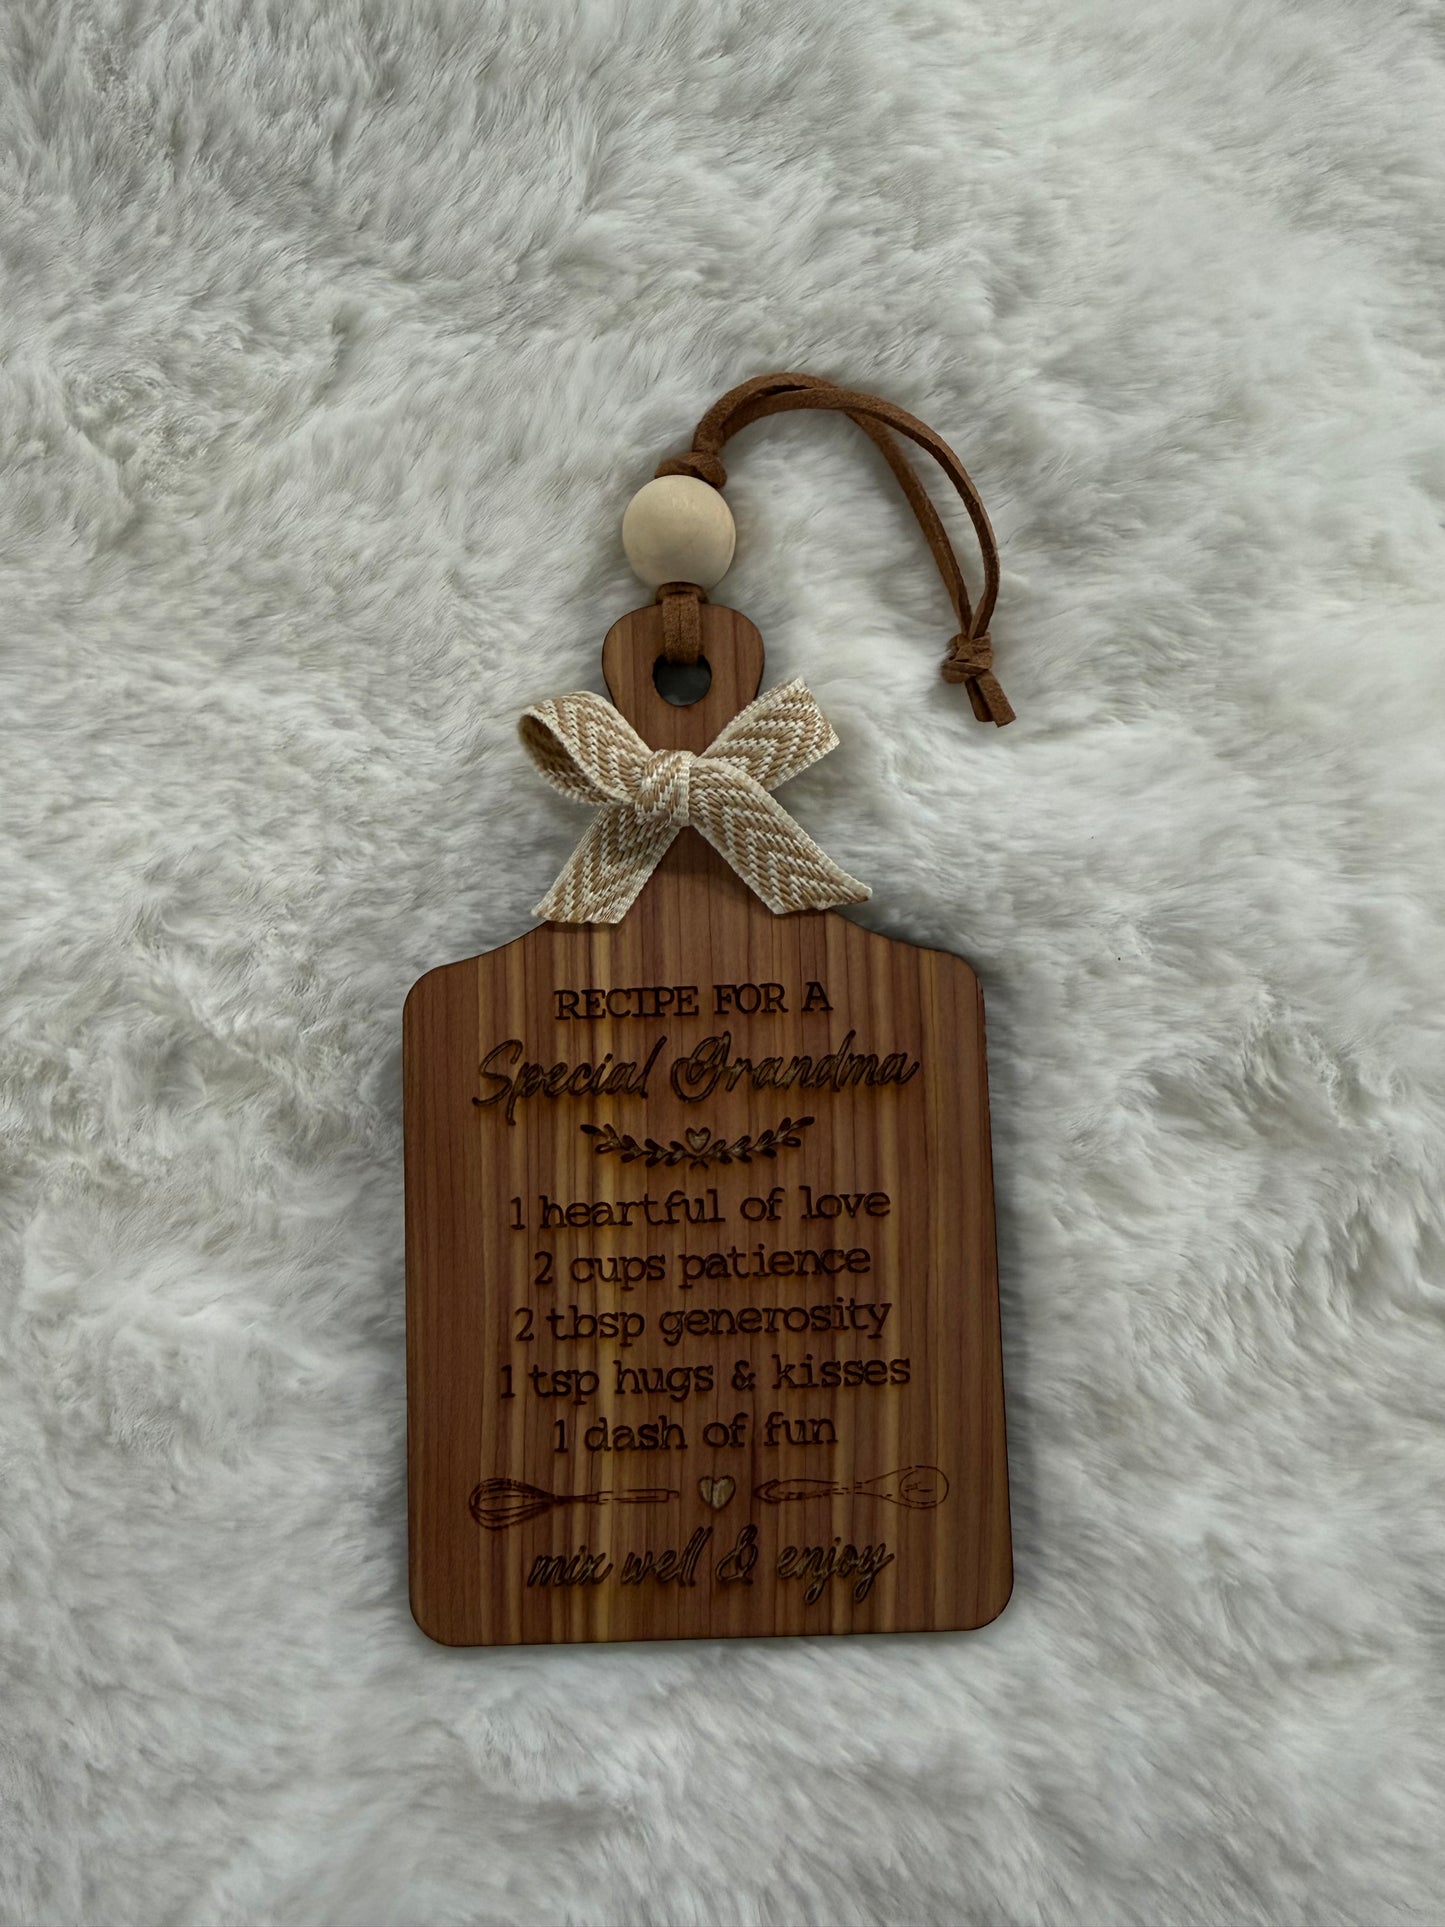 RECIPE FOR A
Special Grandma
1 heartful of love
2 cups patience
2 tbsp generosity
1 tsp hugs & kisses
1 dash of fun
mix well & enjoy